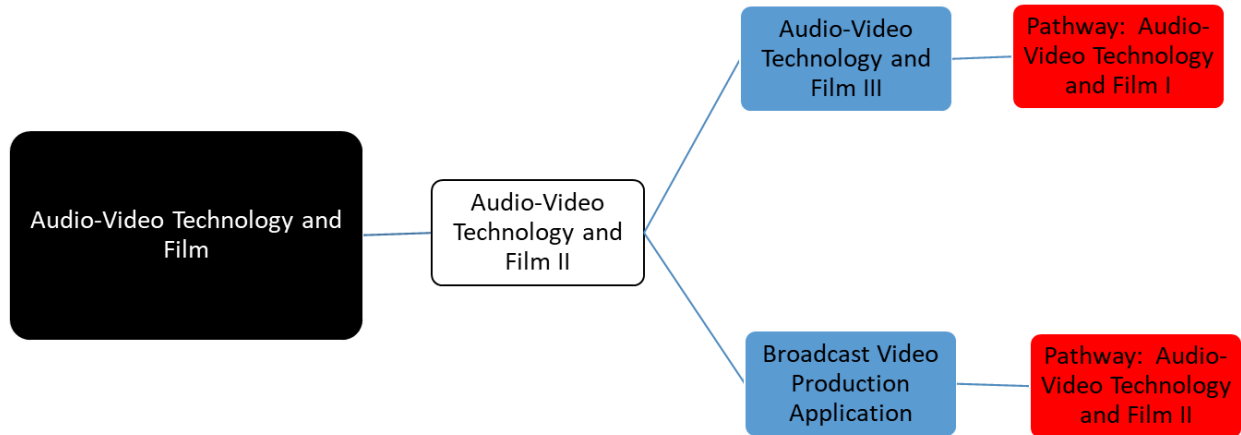 Audio-Video Technology and
Film
Audio-Video
Technology and
Film II
Audio-Video
Technology and
Film III
Pathway: Audio-
Video Technology
and Film I
Broadcast Video
Production
Application
Pathway: Audio-
Video Technology
and Film II